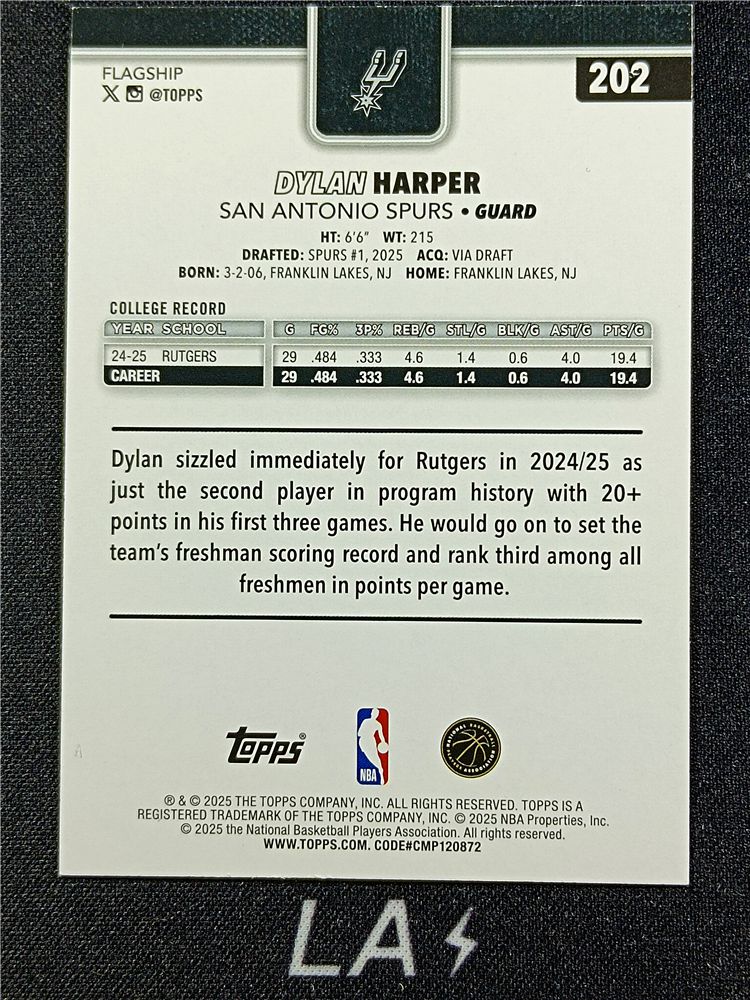 FLAGSHIP
X @TOPPS
202
DYLAN HARPER
SAN ANTONIO SPURS • GUARD
HT: 6'6" WT: 215
DRAFTED: SPURS #1, 2025 ACQ: VIA DRAFT
BORN: 3-2-06, FRANKLIN LAKES, NJ HOME: FRANKLIN LAKES, NJ
COLLEGE RECORD
YEAR SCHOOL G FG% 3P% REB/G STL/G BLK/G AST/G PTS/G
24-25 RUTGERS 29 .484 .333 4.6 1.4 0.6 4.0 19.4
CAREER 29 .484 .333 4.6 1.4 0.6 4.0 19.4
Dylan sizzled immediately for Rutgers in 2024/25 as
just the second player in program history with 20+
points in his first three games. He would go on to set the
team's freshman scoring record and rank third among all
freshmen in points per game.
Topps®
NBA
NATIONAL BASKETBALL
PLAYERS ASSOCIATION
® & © 2025 THE TOPPS COMPANY, INC. ALL RIGHTS RESERVED. TOPPS IS A
REGISTERED TRADEMARK OF THE TOPPS COMPANY, INC. © 2025 NBA Properties, Inc.
© 2025 the National Basketball Players Association. All rights reserved.
WWW.TOPPS.COM. CODE#CMP120872
LA